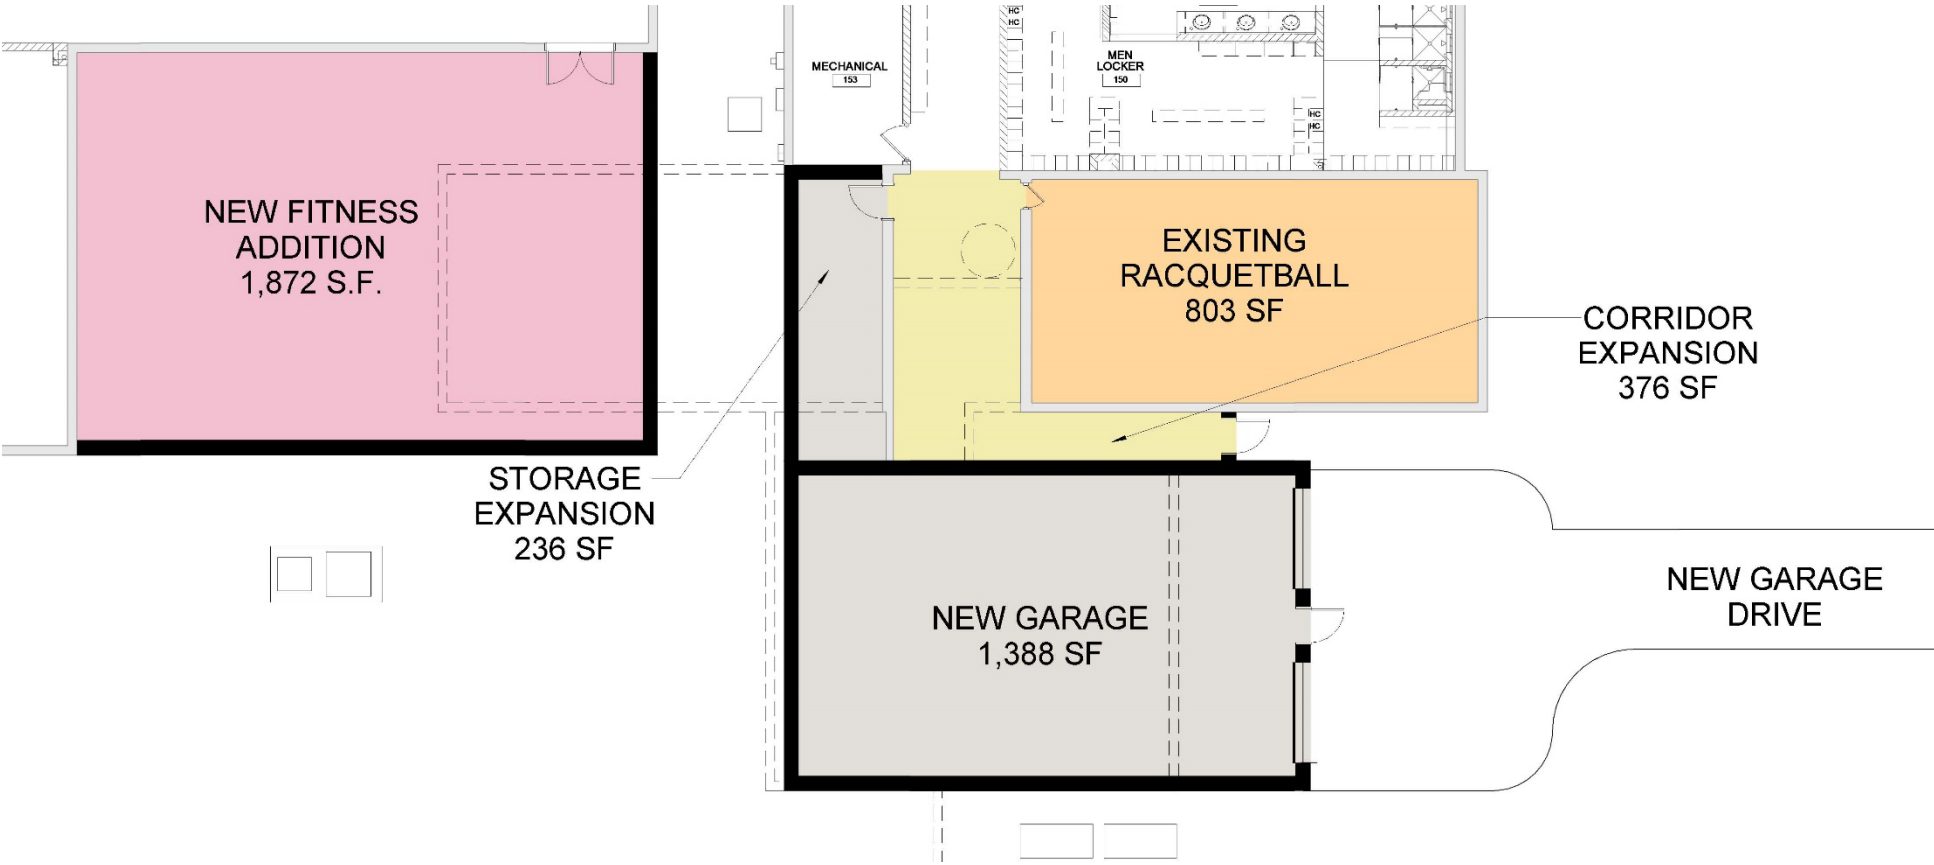 HC
HC
MECHANICAL
153
MEN
LOCKER
150
HC
HC
NEW FITNESS
ADDITION
1,872 S.F.
EXISTING
RACQUETBALL
803 SF
CORRIDOR
EXPANSION
376 SF
STORAGE
EXPANSION
236 SF
NEW GARAGE
1,388 SF
NEW GARAGE
DRIVE